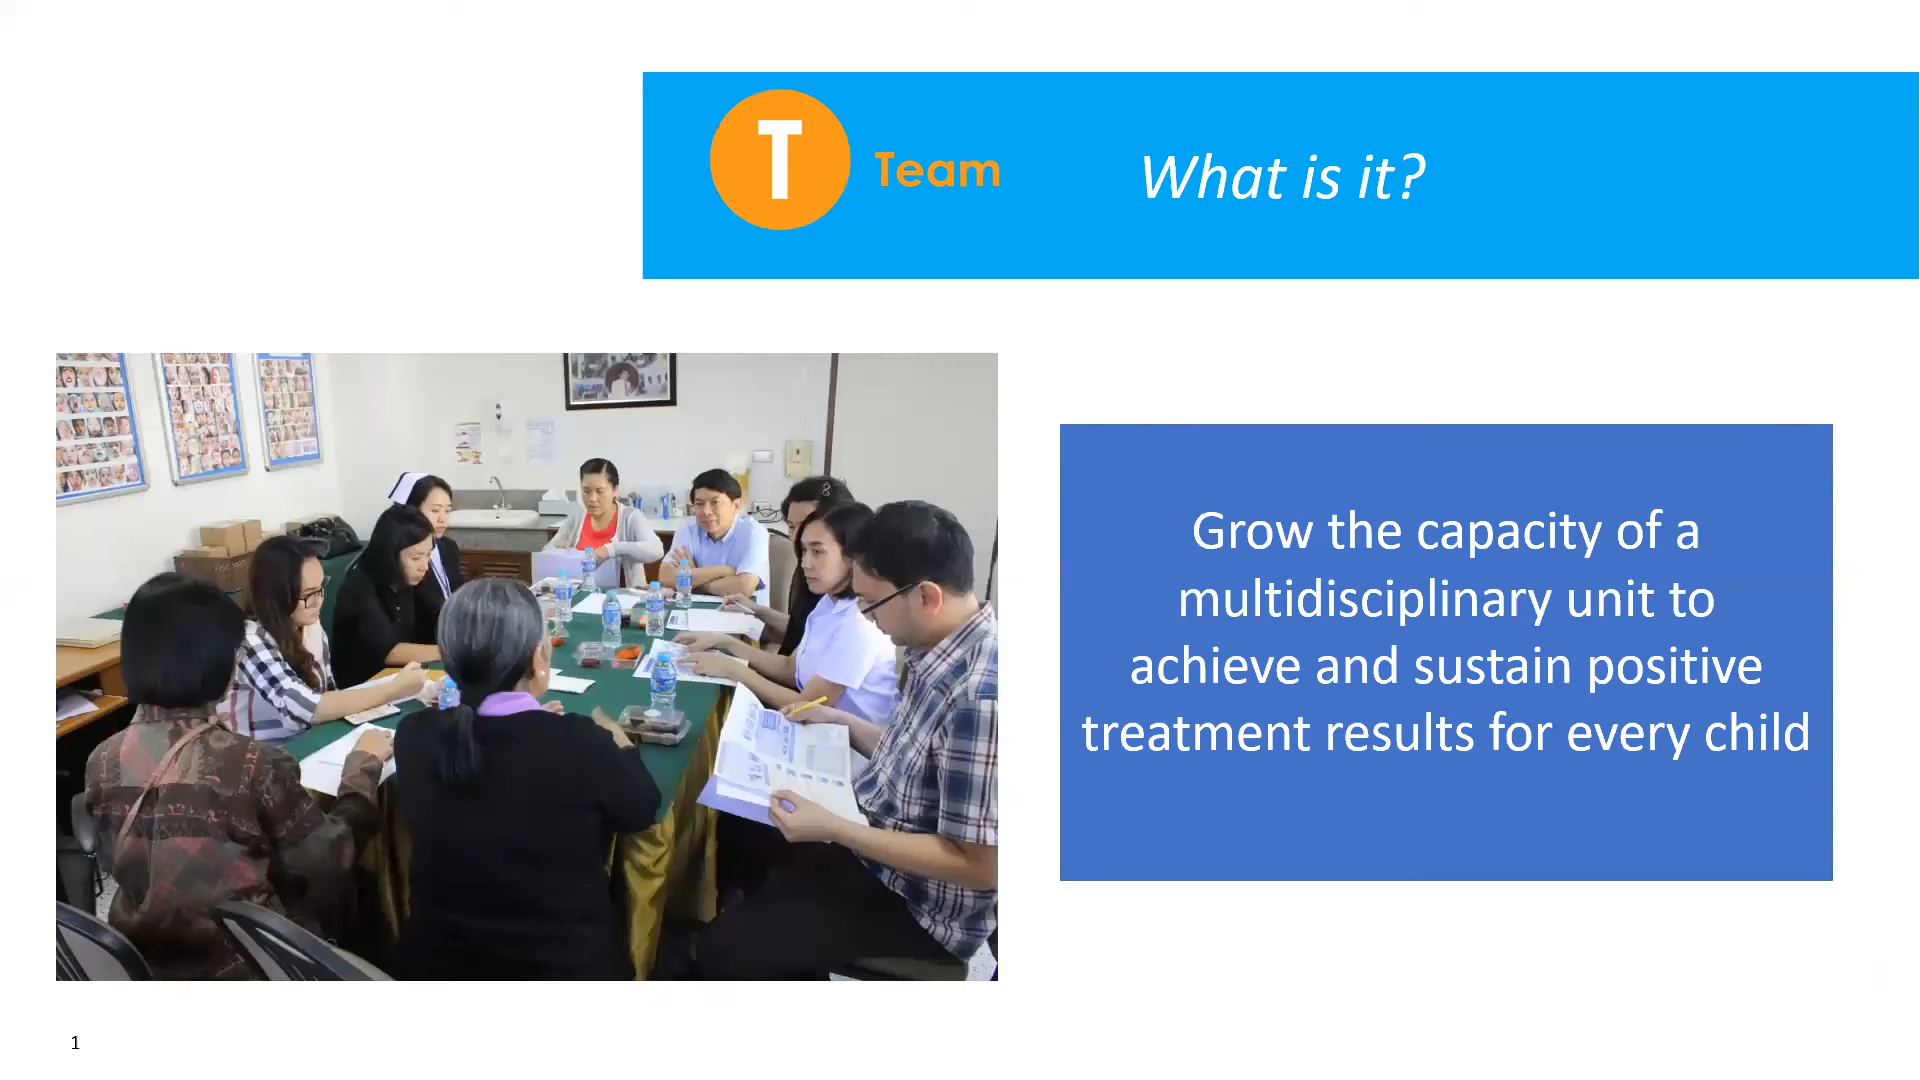 T
Team
What is it?
Grow the capacity of a
multidisciplinary unit to
achieve and sustain positive
treatment results for every child
1